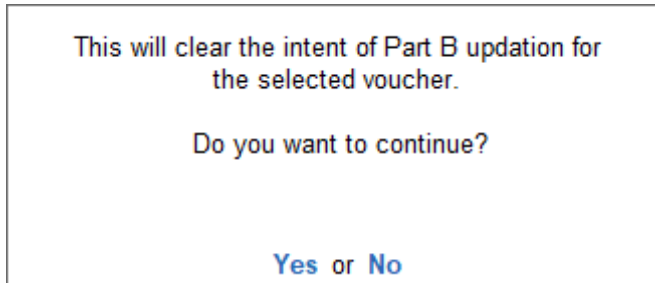 This will clear the intent of Part B updation for
the selected voucher.
Do you want to continue?
Yes or No